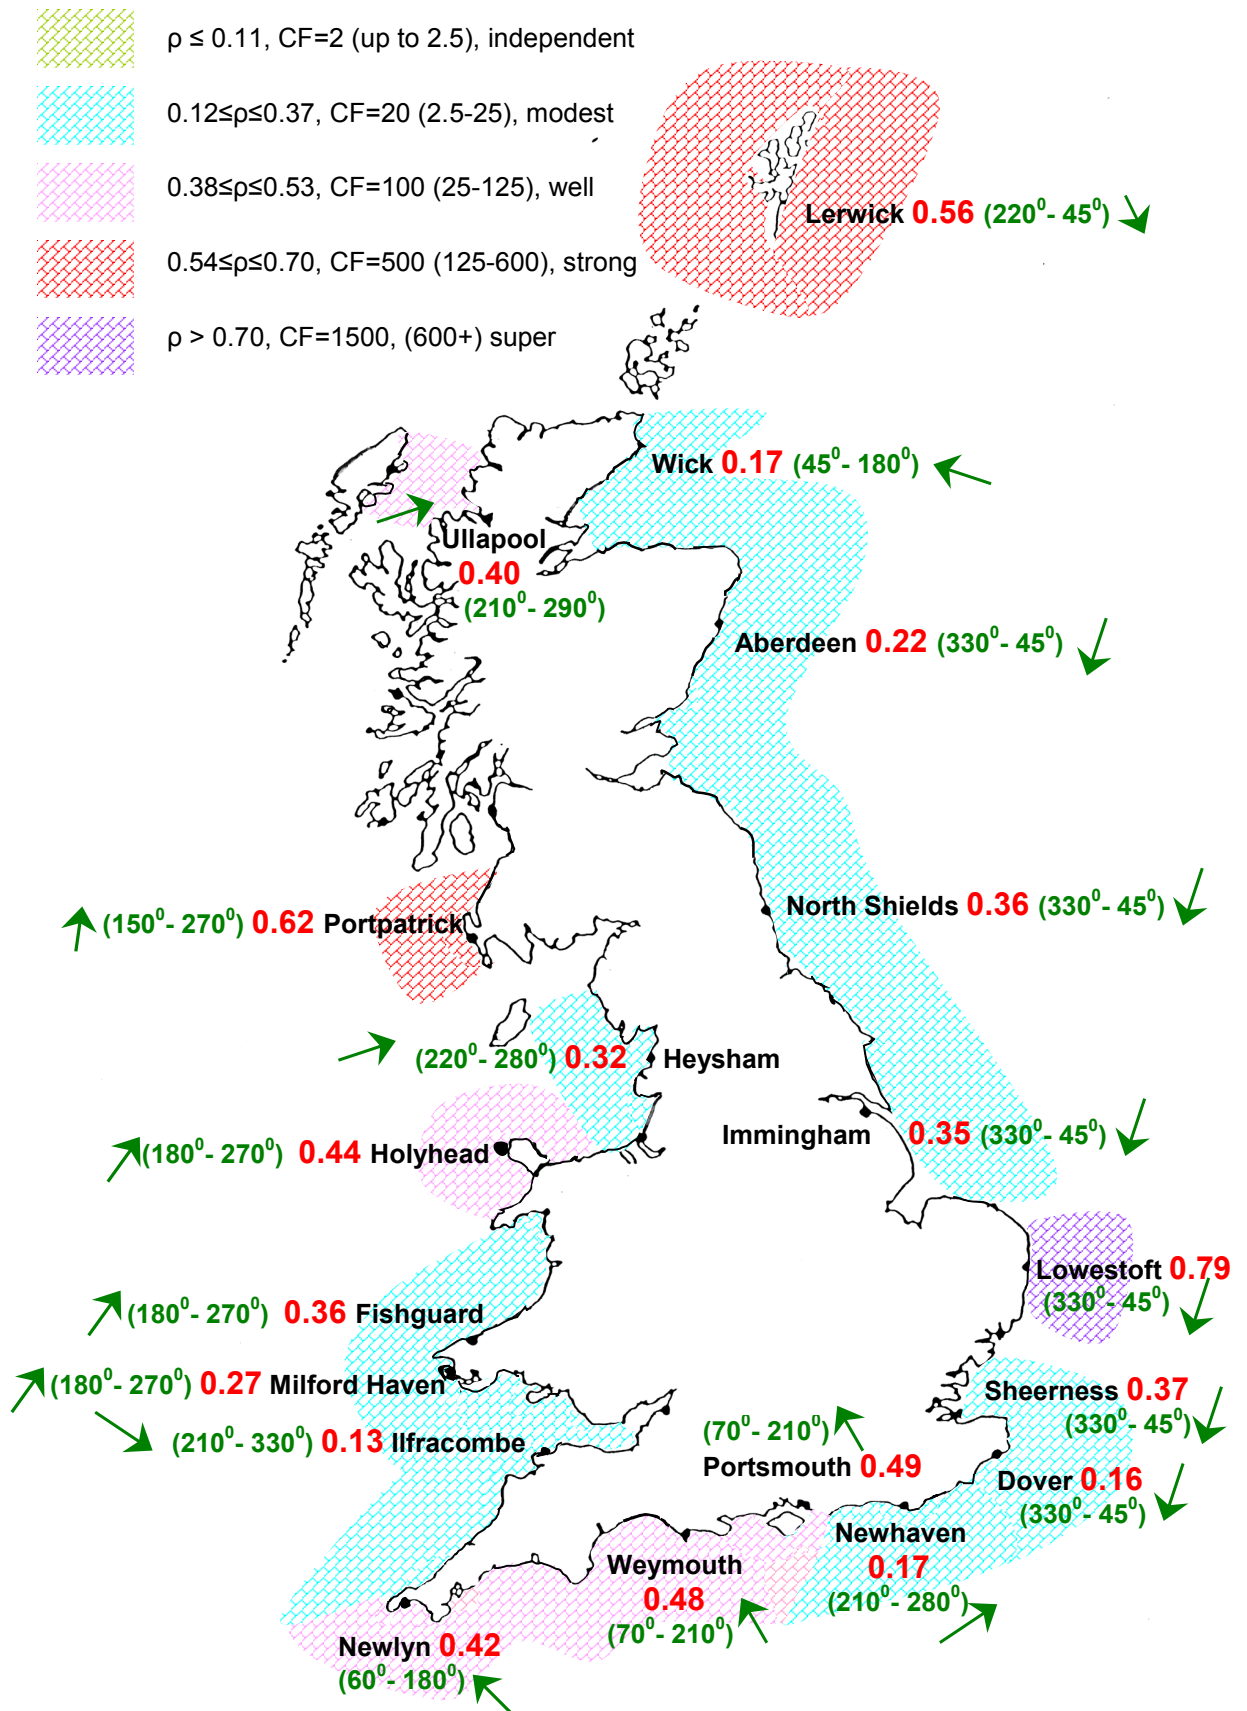 ρ ≤ 0.11, CF=2 (up to 2.5), independent
0.12≤ρ≤0.37, CF=20 (2.5-25), modest
0.38≤ρ≤0.53, CF=100 (25-125), well
0.54≤ρ≤0.70, CF=500 (125-600), strong
ρ > 0.70, CF=1500, (600+) super
Lerwick 0.56 (220⁰- 45⁰)
Wick 0.17 (45⁰- 180⁰)
Ullapool
0.40
(210⁰- 290⁰)
Aberdeen 0.22 (330⁰- 45⁰)
North Shields 0.36 (330⁰- 45⁰)
(150⁰- 270⁰) 0.62 Portpatrick
(220⁰- 280⁰) 0.32 Heysham
Immingham 0.35 (330⁰- 45⁰)
(180⁰- 270⁰) 0.44 Holyhead
Lowestoft 0.79
(330⁰- 45⁰)
(180⁰- 270⁰) 0.36 Fishguard
(180⁰- 270⁰) 0.27 Milford Haven
Sheerness 0.37
(330⁰- 45⁰)
(210⁰- 330⁰) 0.13 Ilfracombe
(70⁰- 210⁰)
Portsmouth 0.49
Dover 0.16
(330⁰- 45⁰)
Newhaven
0.17
(210⁰- 280⁰)
Weymouth
0.48
(70⁰- 210⁰)
Newlyn 0.42
(60⁰- 180⁰)